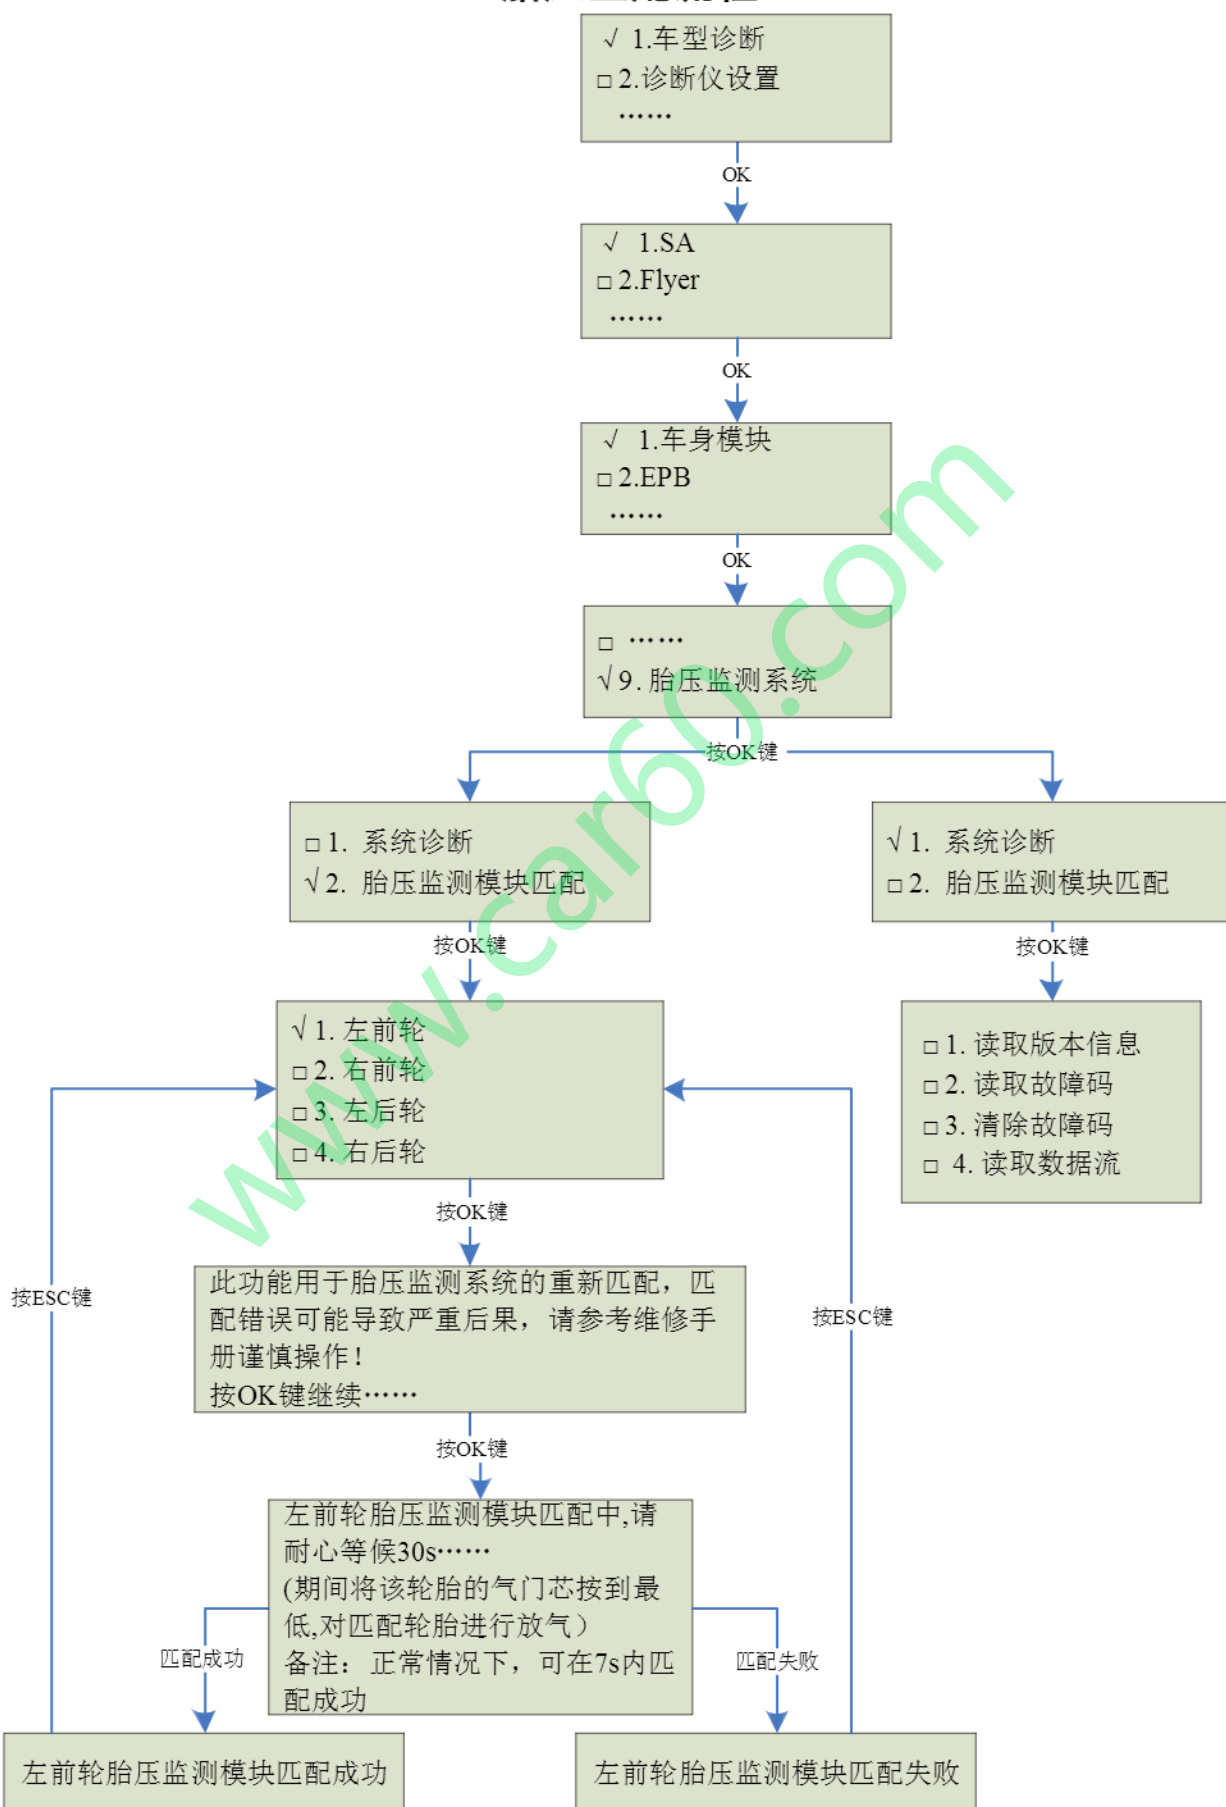 √ 1.车型诊断
□ 2.诊断仪设置
……
OK
√ 1.SA
□ 2.Flyer
……
OK
√ 1.车身模块
□ 2.EPB
……
OK
□ ……
√ 9. 胎压监测系统
按OK键
□ 1. 系统诊断
√ 2. 胎压监测模块匹配
√ 1. 系统诊断
□ 2. 胎压监测模块匹配
按OK键
按OK键
√ 1. 左前轮
□ 2. 右前轮
□ 3. 左后轮
□ 4. 右后轮
□ 1. 读取版本信息
□ 2. 读取故障码
□ 3. 清除故障码
□ 4. 读取数据流
按OK键
按ESC键
按ESC键
此功能用于胎压监测系统的重新匹配，匹
配错误可能导致严重后果，请参考维修手
册谨慎操作！
按OK键继续……
按OK键
左前轮胎压监测模块匹配中,请
耐心等候30s……
(期间将该轮胎的气门芯按到最
低,对匹配轮胎进行放气）
备注：正常情况下，可在7s内匹
配成功
匹配成功
匹配失败
左前轮胎压监测模块匹配成功
左前轮胎压监测模块匹配失败
www.car60.com